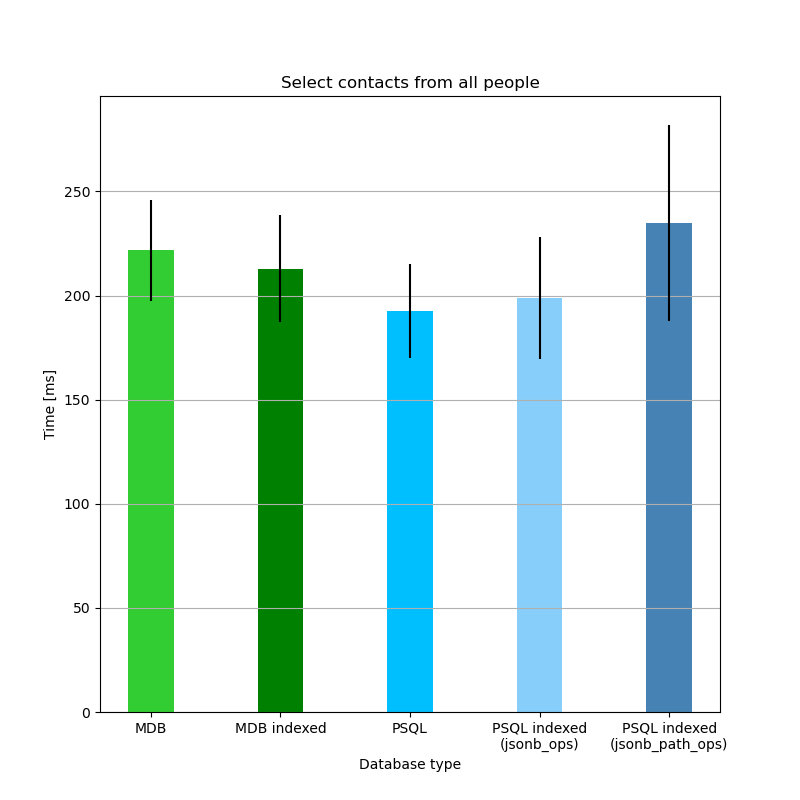 Select contacts from all people
Time [ms]
250
200
150
100
50
0
MDB
MDB indexed
PSQL
PSQL indexed
(jsonb_ops)
PSQL indexed
(jsonb_path_ops)
Database type